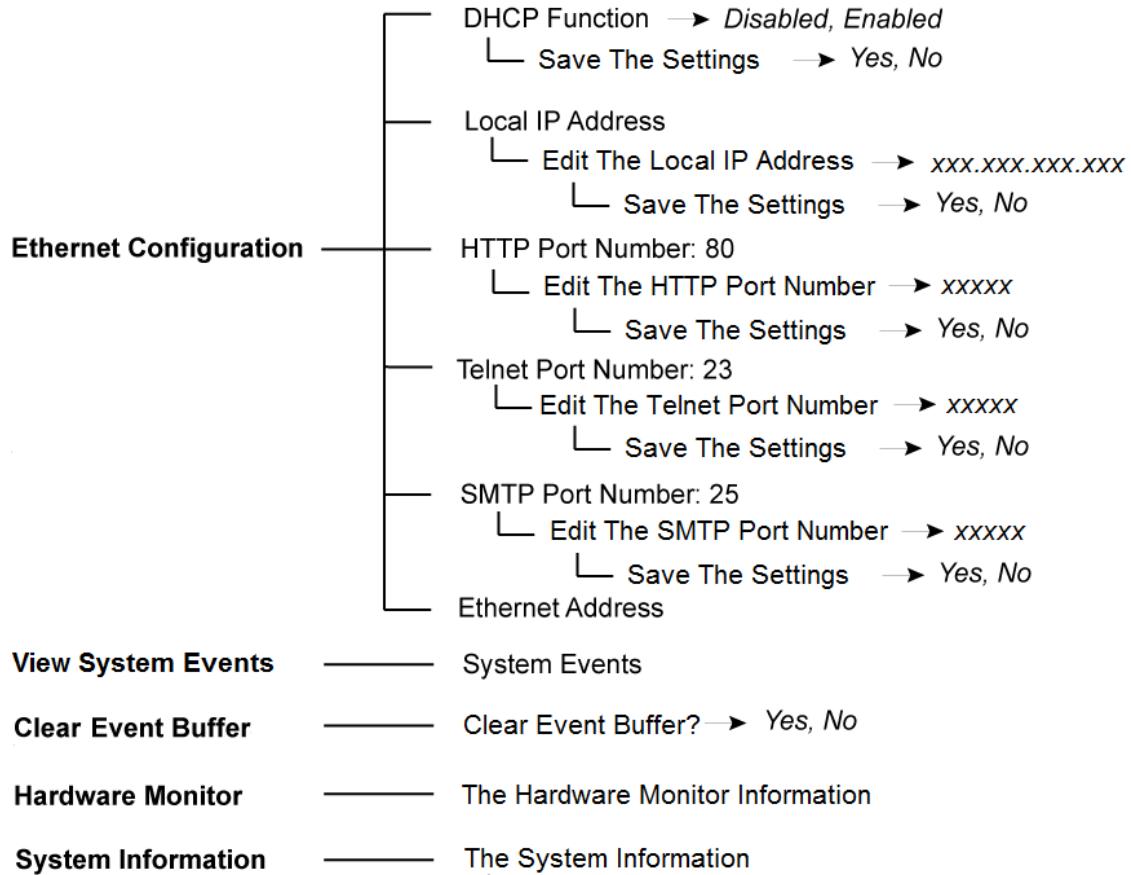 DHCP Function Disabled, Enabled
Save The Settings Yes, No
Local IP Address
Edit The Local IP Address xxx.xxx.xxx.xxx
Save The Settings Yes, No
Ethernet Configuration HTTP Port Number: 80
Edit The HTTP Port Number xxxxx
Save The Settings Yes, No
Telnet Port Number: 23
Edit The Telnet Port Number xxxxx
Save The Settings Yes, No
SMTP Port Number: 25
Edit The SMTP Port Number xxxxx
Save The Settings Yes, No
Ethernet Address
View System Events System Events
Clear Event Buffer Clear Event Buffer? Yes, No
Hardware Monitor The Hardware Monitor Information
System Information The System Information